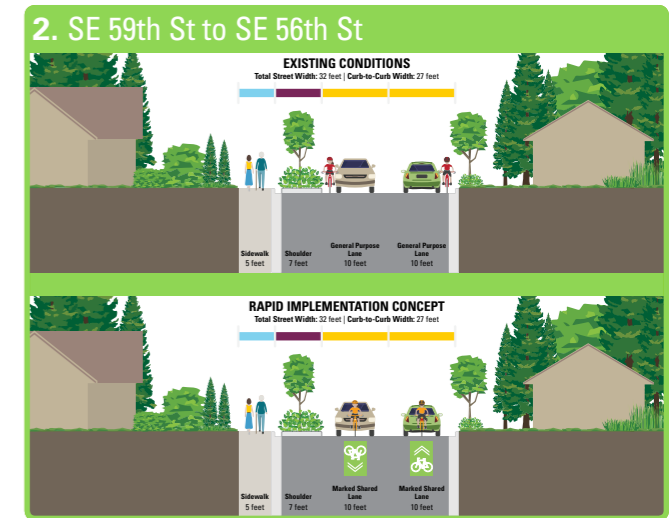 2. SE 59th St to SE 56th St
EXISTING CONDITIONS
Total Street Width: 32 feet | Curb-to-Curb Width: 27 feet
Sidewalk
5 feet
Shoulder
7 feet
General Purpose
Lane
10 feet
General Purpose
Lane
10 feet
RAPID IMPLEMENTATION CONCEPT
Total Street Width: 32 feet | Curb-to-Curb Width: 27 feet
Sidewalk
5 feet
Shoulder
7 feet
Marked Shared
Lane
10 feet
Marked Shared
Lane
10 feet